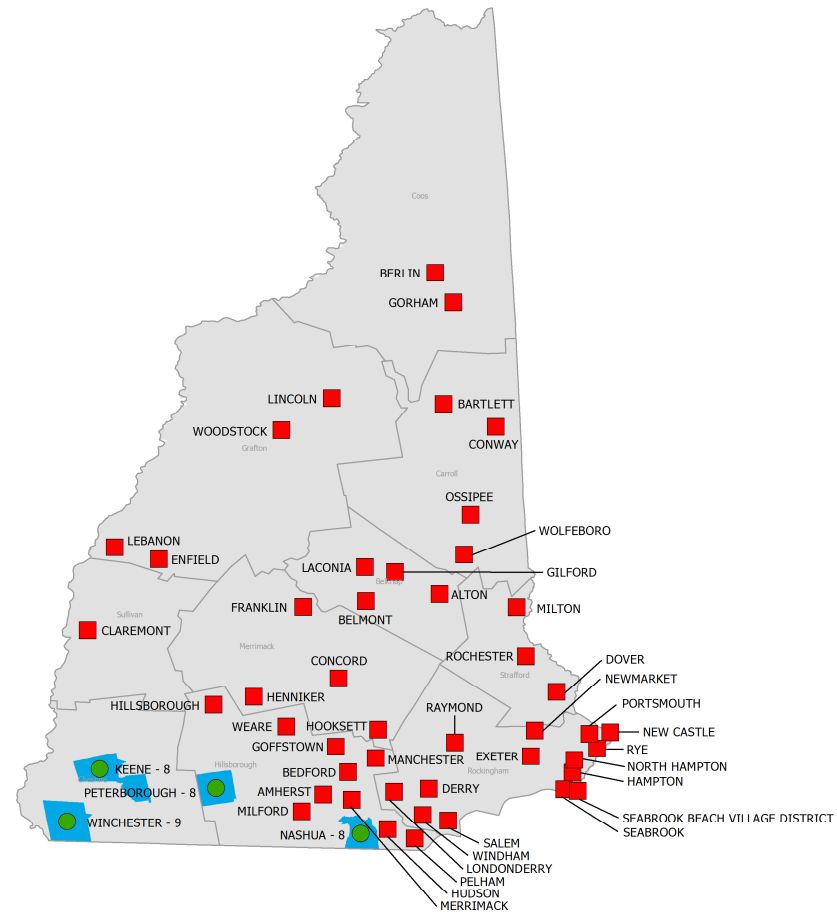 Coos
BERLIN
GORHAM
LINCOLN
BARTLETT
WOODSTOCK
CONWAY
Grafton
Carroll
OSSIPEE
WOLFEBORO
LEBANON
ENFIELD
LACONIA
GILFORD
Belknap
ALTON
FRANKLIN
BELMONT
MILTON
Sullivan
CLAREMONT
Merrimack
ROCHESTER
CONCORD
DOVER
Strafford
NEWMARKET
HENNIKER
HILLSBOROUGH
RAYMOND
PORTSMOUTH
WEARE
HOOKSETT
NEW CASTLE
GOFFSTOWN
RYE
EXETER
MANCHESTER
Hillsborough
NORTH HAMPTON
KEENE - 8
BEDFORD
Rockingham
HAMPTON
PETERBOROUGH - 8
AMHERST
DERRY
MILFORD
SEABROOK BEACH VILLAGE DISTRICT
WINCHESTER - 9
NASHUA - 8
SEABROOK
SALEM
WINDHAM
LONDONDERRY
PELHAM
HUDSON
MERRIMACK